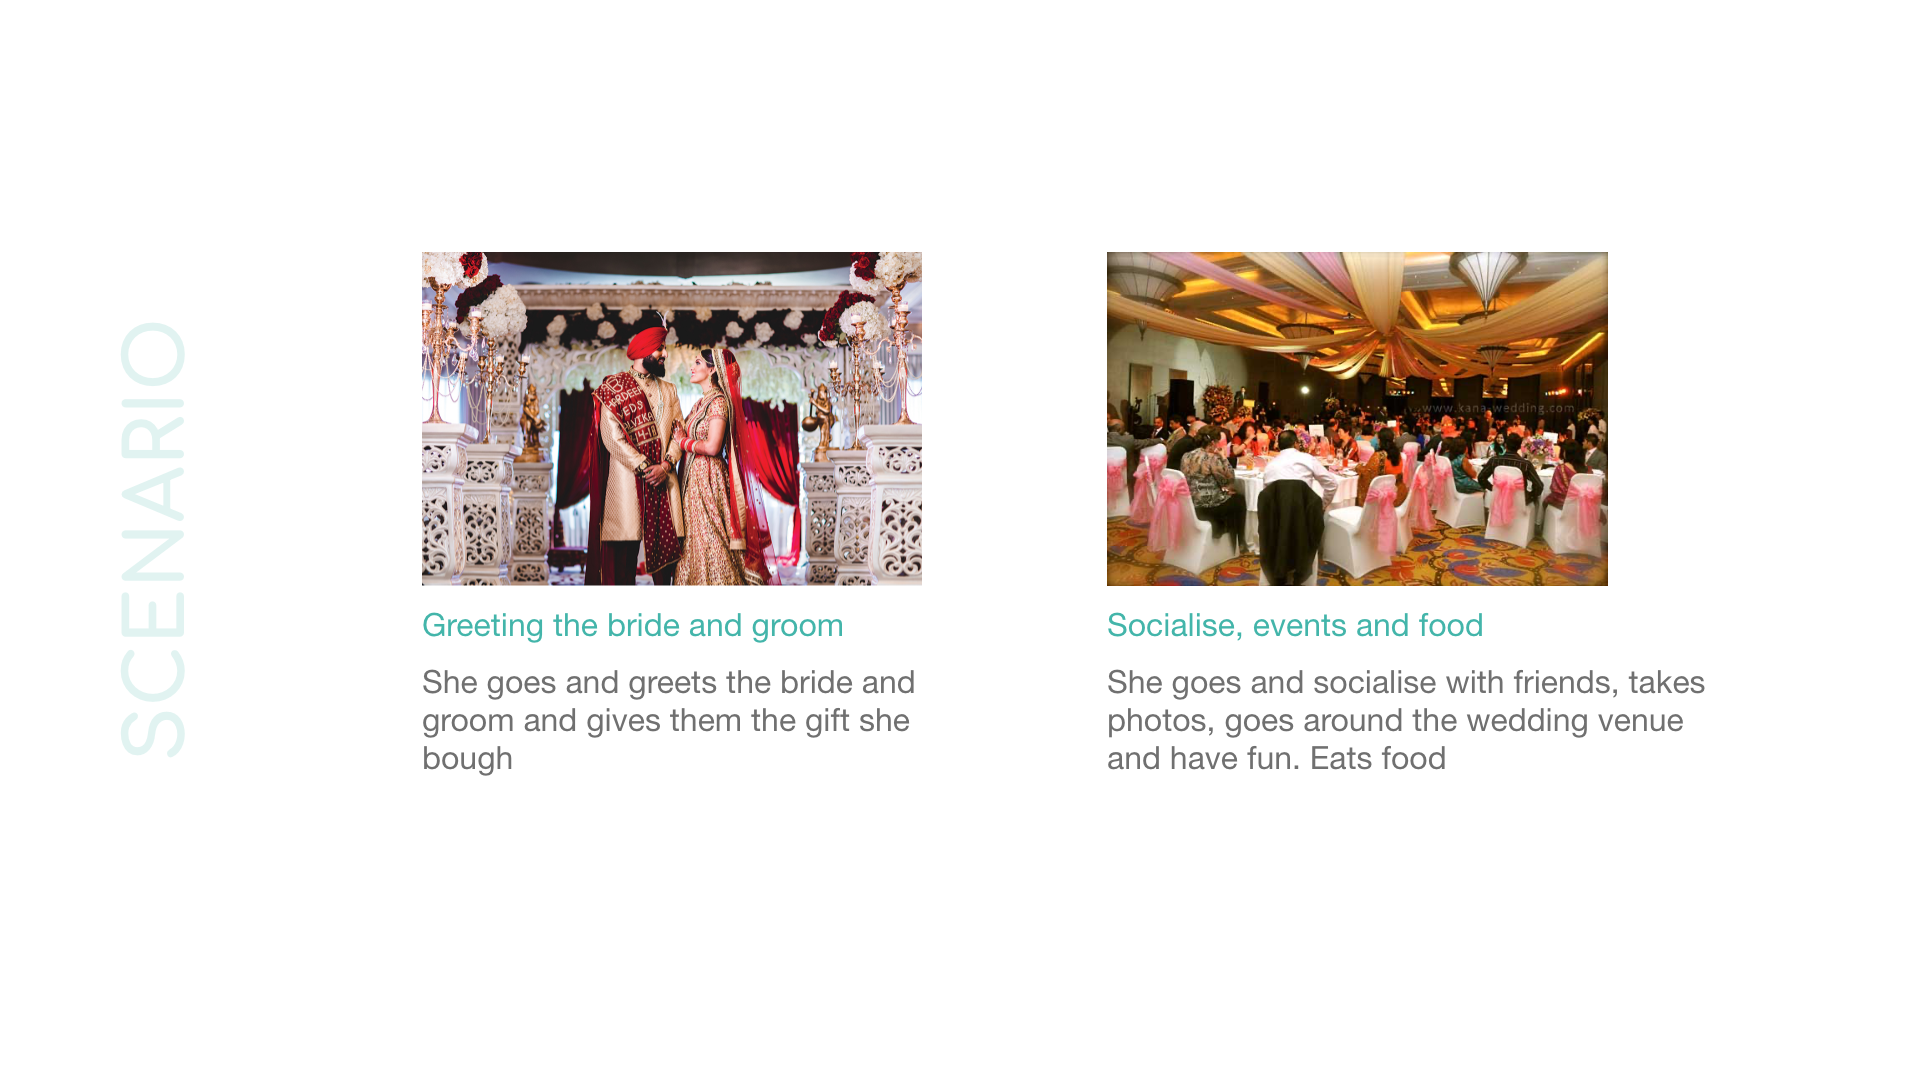 SCENARIO
www.kana-wedding.com
Greeting the bride and groom
She goes and greets the bride and
groom and gives them the gift she
bough
Socialise, events and food
She goes and socialise with friends, takes
photos, goes around the wedding venue
and have fun. Eats food